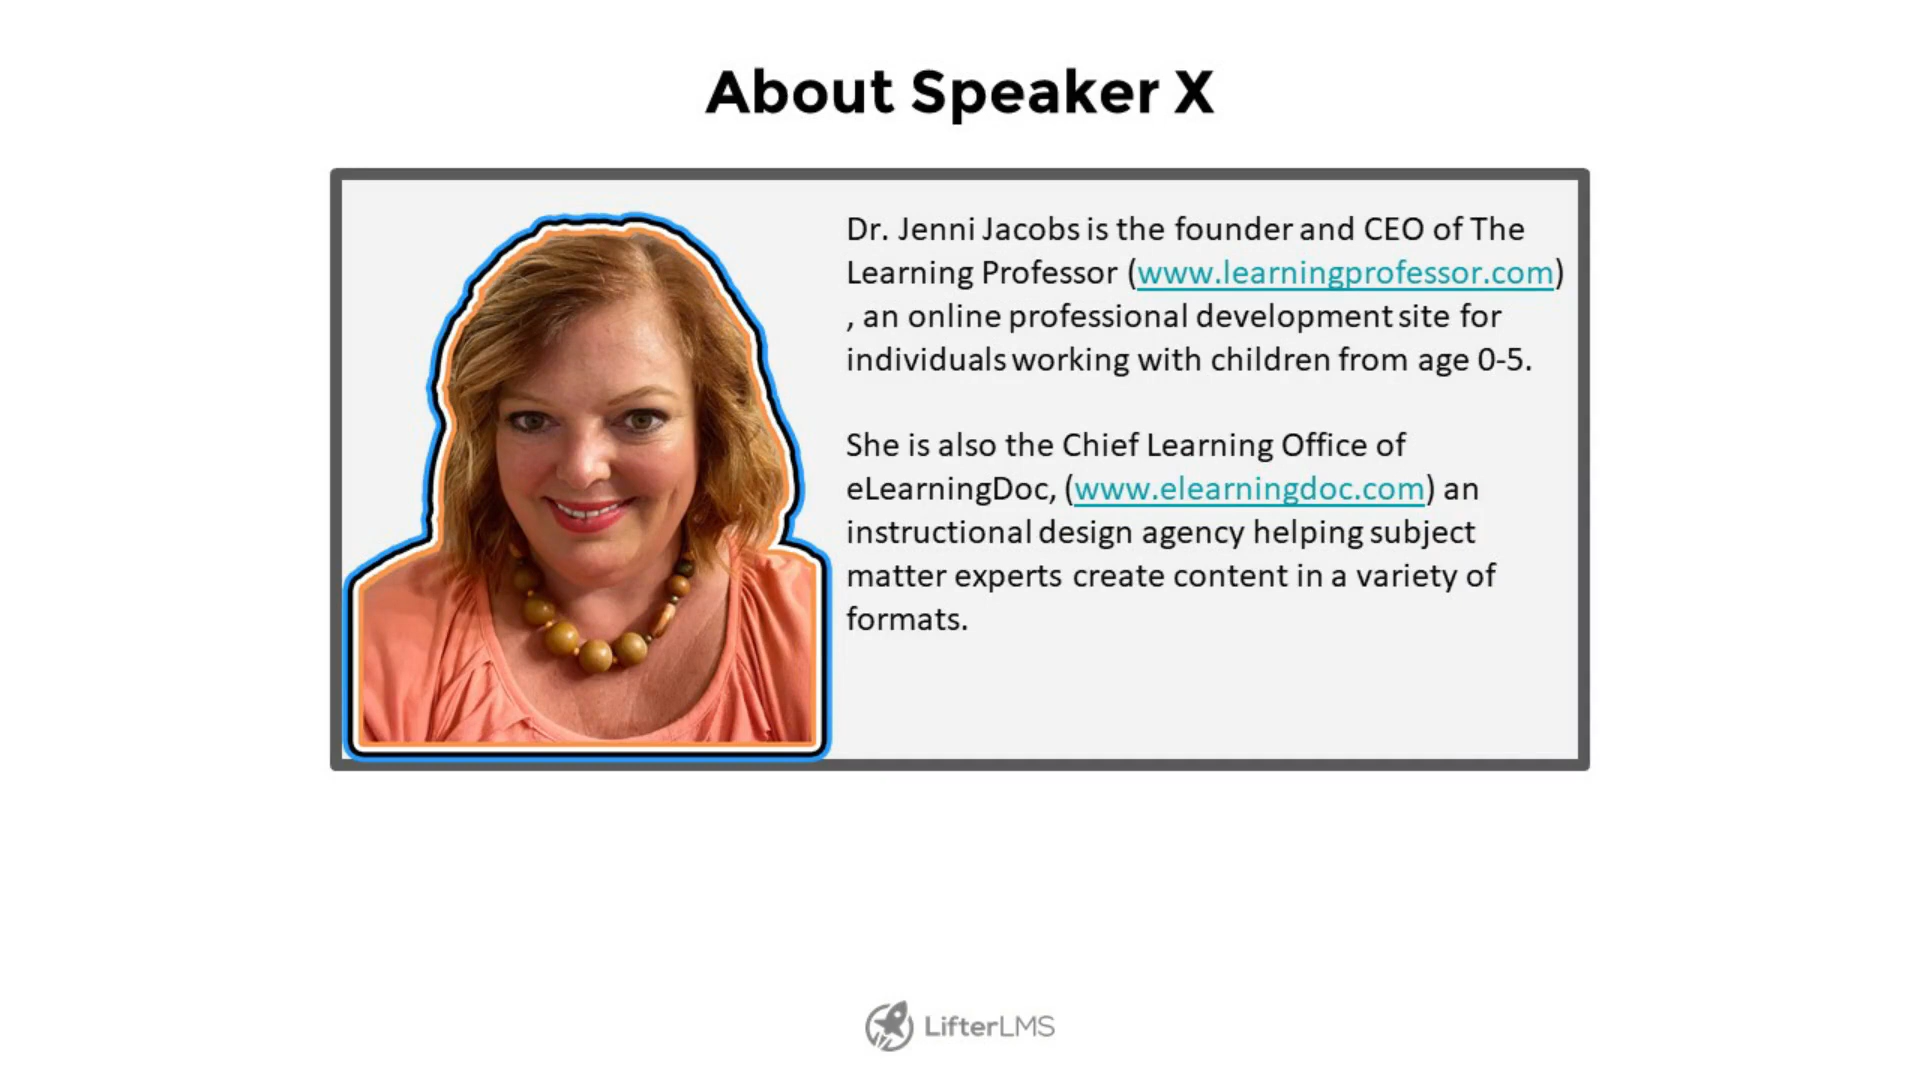 About Speaker X
Dr. Jenni Jacobs is the founder and CEO of The
Learning Professor (www.learningprofessor.com)
, an online professional development site for
individuals working with children from age 0-5.
She is also the Chief Learning Office of
eLearningDoc, (www.elearningdoc.com) an
instructional design agency helping subject
matter experts create content in a variety of
formats.
LifterLMS